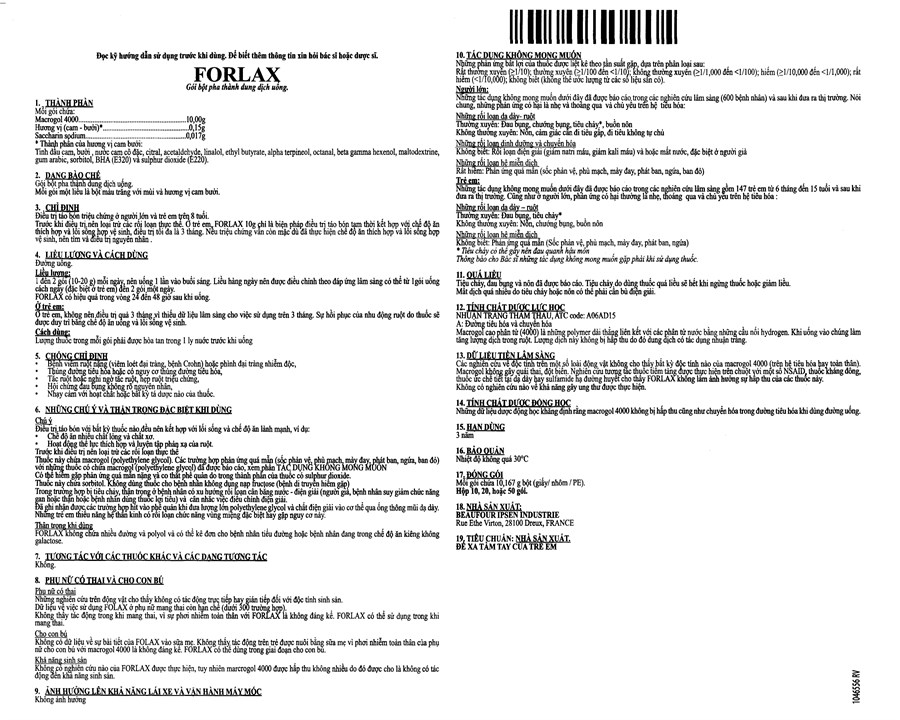 Đọc kỹ hướng dẫn sử dụng trước khi dùng. Để biết thêm thông tin xin hỏi bác sĩ hoặc dược sĩ.
FORLAX
Gói bột pha thành dung dịch uống.
1. THÀNH PHẦN
Mỗi gói chứa:
Macrogol 4000..............................................10,00g
Hương vị (cam - bưởi)*...................................0,15g
Saccharin sodium..........................................0,017g
* Thành phần của hương vị cam bưởi:
Tinh dầu cam, bưởi , nước cam cô đặc, citral, acetaldehyde, linalol, ethyl butyrate, alpha terpineol, octanal, beta gamma hexenol, maltodextrine,
gum arabic, sorbitol, BHA (E320) và sulphur dioxide (E220).
2. DẠNG BÀO CHẾ
Gói bột pha thành dung dịch uống.
Mỗi gói một liều là bột màu trắng với mùi và hương vị cam bưởi.
3. CHỈ ĐỊNH
Điều trị táo bón triệu chứng ở người lớn và trẻ em trên 8 tuổi.
Trước khi điều trị nên loại trừ các rối loạn thực thể. Ở trẻ em, FORLAX 10g chỉ là biện pháp điều trị táo bón tạm thời kết hợp với chế độ ăn
thích hợp và lối sống hợp vệ sinh, điều trị tối đa là 3 tháng. Nếu triệu chứng vẫn còn mặc dù đã thực hiện chế độ ăn thích hợp và lối sống hợp
vệ sinh, nên tìm và điều trị nguyên nhân .
4. LIỀU LƯỢNG VÀ CÁCH DÙNG
Đường uống.
Liều lượng:
1 đến 2 gói (10-20 g) mỗi ngày, nên uống 1 lần vào buổi sáng. Liều hàng ngày nên được điều chỉnh theo đáp ứng lâm sàng có thể từ 1gói uống
cách ngày (đặc biệt ở trẻ em) đến 2 gói một ngày.
FORLAX có hiệu quả trong vòng 24 đến 48 giờ sau khi uống.
Ở trẻ em:
Ở trẻ em, không điều trị quá 3 tháng vì thiếu dữ liệu lâm sàng cho việc sử dụng trên 3 tháng. Sự hồi phục của nhu động ruột do thuốc sẽ
được duy trì bằng chế độ ăn uống và lối sống vệ sinh.
Cách dùng:
Lượng thuốc trong mỗi gói phải được hòa tan trong 1 ly nước trước khi uống
5. CHỐNG CHỈ ĐỊNH
• Bệnh viêm ruột nặng (viêm loét đại tràng, bệnh Crohn) hoặc phình đại tràng nhiễm độc,
• Thủng đường tiêu hóa hoặc có nguy cơ thủng đường tiêu hóa,
• Tắc ruột hoặc nghi ngờ tắc ruột, hẹp ruột triệu chứng,
• Hội chứng đau bụng không rõ nguyên nhân,
• Nhạy cảm với hoạt chất hoặc bất kỳ tá dược nào của thuốc.
6. NHỮNG CHÚ Ý VÀ THẬN TRỌNG ĐẶC BIỆT KHI DÙNG
Chú ý
Điều trị táo bón với bất kỳ thuốc nào đều nên kết hợp với lối sống và chế độ ăn lành mạnh, ví dụ:
• Chế độ ăn nhiều chất lỏng và chất xơ.
• Hoạt động thể lực thích hợp và luyện tập phản xạ của ruột.
Trước khi điều trị nên loại trừ các rối loạn thực thể
Thuốc này chứa macrogol (polyethylene glycol). Các trường hợp phản ứng quá mẫn (sốc phản vệ, phù mạch, mày đay, phát ban, ngứa, ban đỏ)
với những thuốc có chứa macrogol (polyethylene glycol) đã được báo cáo, xem phần TÁC DỤNG KHÔNG MONG MUỐN
Có thể hiếm gặp phản ứng quá mẫn nặng và co thắt phế quản do trong thành phần của thuốc có sulphur dioxide.
Thuốc này chứa sorbitol. Không dùng thuốc cho bệnh nhân không dung nạp fructose (bệnh di truyền hiếm gặp)
Trong trường hợp bị tiêu chảy, thận trọng ở bệnh nhân có xu hướng rối loạn cân bằng nước - điện giải (người già, bệnh nhân suy giảm chức năng
gan hoặc thận hoặc bệnh nhân dùng thuốc lợi tiểu) và cân nhắc việc điều chỉnh điện giải.
Đã ghi nhận được các trường hợp hít vào phế quản khi đưa lượng lớn polyethylene glycol và chất điện giải vào cơ thể qua ống thông mũi dạ dày.
Những trẻ em thiểu năng hệ thần kinh có rối loạn chức năng vùng miệng đặc biệt hay gặp nguy cơ này.
Thận trọng khi dùng
FORLAX không chứa nhiều đường và polyol và có thể kê đơn cho bệnh nhân tiểu đường hoặc bệnh nhân đang trong chế độ ăn kiêng không
galactose.
7. TƯƠNG TÁC VỚI CÁC THUỐC KHÁC VÀ CÁC DẠNG TƯƠNG TÁC
Không.
8. PHỤ NỮ CÓ THAI VÀ CHO CON BÚ
Phụ nữ có thai
Những nghiên cứu trên động vật cho thấy không có tác động trực tiếp hay gián tiếp đối với độc tính sinh sản.
Dữ liệu về việc sử dụng FOLAX ở phụ nữ mang thai còn hạn chế (dưới 300 trường hợp).
Không thấy tác động trong khi mang thai, vì sự phơi nhiễm toàn thân với FORLAX là không đáng kể. FORLAX có thể sử dụng trong khi
mang thai.
Cho con bú
Không có dữ liệu về sự bài tiết của FOLAX vào sữa mẹ. Không thấy tác động trên trẻ được nuôi bằng sữa mẹ vì phơi nhiễm toàn thân của phụ
nữ cho con bú với macrogol 4000 là không đáng kể. FORLAX có thể dùng trong giai đoạn cho con bú.
Khả năng sinh sản
Không có nghiên cứu nào của FORLAX được thực hiện, tuy nhiên marcrogol 4000 được hấp thu không nhiều do đó được cho là không có tác
động đến khả năng sinh sản.
9. ẢNH HƯỞNG LÊN KHẢ NĂNG LÁI XE VÀ VẬN HÀNH MÁY MÓC
Không ảnh hưởng
10. TÁC DỤNG KHÔNG MONG MUỐN
Những phản ứng bất lợi của thuốc được liệt kê theo tần suất gặp, dựa trên phân loại sau:
Rất thường xuyên (≥1/10); thường xuyên (≥1/100 đến <1/10); không thường xuyên (≥1/1,000 đến <1/100); hiếm (≥1/10,000 đến <1/1,000); rất
hiếm (<1/10,000); không biết (không thể ước lượng từ các số liệu sẵn có).
Người lớn:
Những tác dụng không mong muốn dưới đây đã được báo cáo trong các nghiên cứu lâm sàng (600 bệnh nhân) và sau khi đưa ra thị trường. Nói
chung, những phản ứng có hại là nhẹ và thoáng qua và chủ yếu trên hệ tiêu hóa:
Những rối loạn dạ dày- ruột
Thường xuyên: Đau bụng, chướng bụng, tiêu chảy*, buồn nôn
Không thường xuyên: Nôn, cảm giác cần đi tiêu gấp, đi tiêu không tự chủ
Những rối loạn dinh dưỡng và chuyển hóa
Không biết: Rối loạn điện giải (giảm natri máu, giảm kali máu) và hoặc mất nước, đặc biệt ở người già
Những rối loạn hệ miễn dịch
Rất hiếm: Phản ứng quá mẫn (sốc phản vệ, phù mạch, mày đay, phát ban, ngứa, ban đỏ)
Trẻ em:
Những tác dụng không mong muốn dưới đây đã được báo cáo trong các nghiên cứu lâm sàng gồm 147 trẻ em từ 6 tháng đến 15 tuổi và sau khi
đưa ra thị trường. Cũng như ở người lớn, phản ứng có hại thường là nhẹ, thoáng qua và chủ yếu trên hệ tiêu hóa :
Những rối loạn dạ dày – ruột
Thường xuyên: Đau bụng, tiêu chảy*
Không thường xuyên: Nôn, chướng bụng, buồn nôn
Những rối loạn hệ miễn dịch
Không biết: Phản ứng quá mẫn (Sốc phản vệ, phù mạch, mày đay, phát ban, ngứa)
* Tiêu chảy có thể gây nên đau quanh hậu môn
Thông báo cho Bác sĩ những tác dụng không mong muốn gặp phải khi sử dụng thuốc.
11. QUÁ LIỀU
Tiêu chảy, đau bụng và nôn đã được báo cáo. Tiêu chảy do dùng thuốc quá liều sẽ hết khi ngừng thuốc hoặc giảm liều.
Mất dịch quá nhiều do tiêu chảy hoặc nôn có thể phải cần bù điện giải.
12. TÍNH CHẤT DƯỢC LỰC HỌC
NHUẬN TRÀNG THẨM THẤU, ATC code: A06AD15
A: Đường tiêu hóa và chuyển hóa
Macrogol cao phân tử (4000) là những polymer dài thẳng liên kết với các phân tử nước bằng những cầu nối hydrogen. Khi uống vào chúng làm
tăng lượng dịch trong ruột. Lượng dịch này không bị hấp thu do đó dung dịch có tác dụng nhuận tràng.
13. DỮ LIỆU TIỀN LÂM SÀNG
Các nghiên cứu về độc tính trên một số loài động vật không cho thấy bất kỳ độc tính nào của macrogol 4000 (trên hệ tiêu hóa hay toàn thân).
Macrogol không gây quái thai, đột biến. Nghiên cứu tương tác thuốc tiềm tàng được thực hiện trên chuột với một số NSAID, thuốc kháng đông,
thuốc ức chế tiết tại dạ dày hay sulfamide hạ đường huyết cho thấy FORLAX không làm ảnh hưởng sự hấp thu của các thuốc này.
Không có nghiên cứu nào về khả năng gây ung thư được thực hiện.
14. TÍNH CHẤT DƯỢC ĐỘNG HỌC
Những dữ liệu dược động học khẳng định rằng macrogol 4000 không bị hấp thu cũng như chuyển hóa trong đường tiêu hóa khi dùng đường uống.
15. HẠN DÙNG
3 năm
16. BẢO QUẢN
Nhiệt độ không quá 30°C
17. ĐÓNG GÓI
Mỗi gói chứa 10,167 g bột (giấy/ nhôm / PE).
Hộp 10, 20, hoặc 50 gói.
18. NHÀ SẢN XUẤT:
BEAUFOUR IPSEN INDUSTRIE
Rue Ethe Virton, 28100 Dreux, FRANCE
19. TIÊU CHUẨN: NHÀ SẢN XUẤT.
ĐỂ XA TẦM TAY CỦA TRẺ EM
1046556 RV